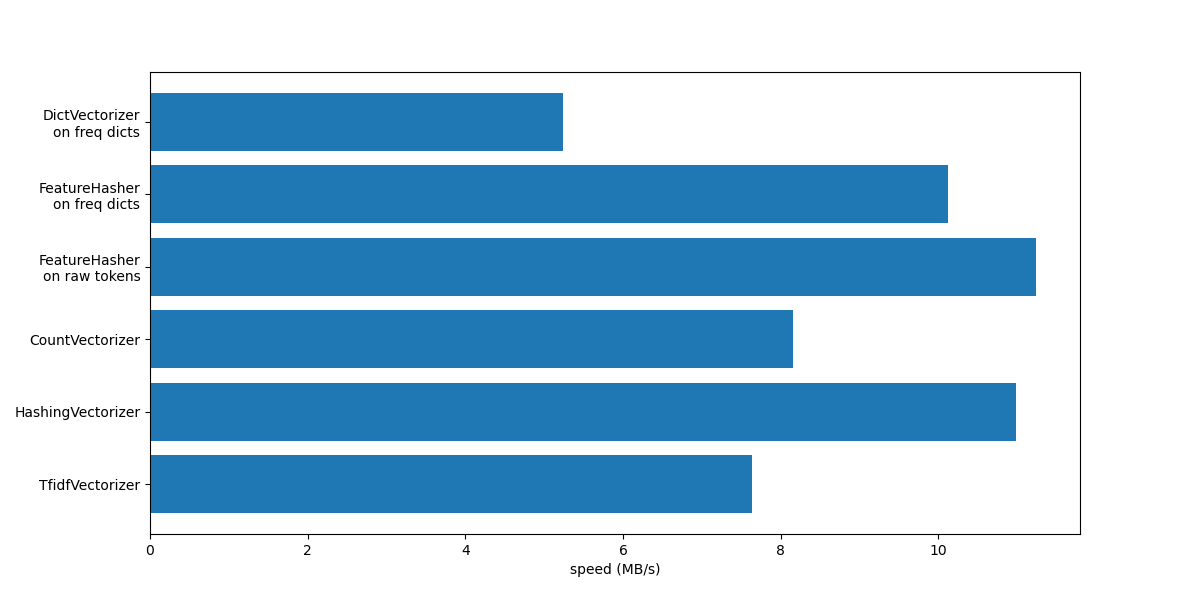 DictVectorizer
on freq dicts
FeatureHasher
on freq dicts
FeatureHasher
on raw tokens
CountVectorizer
HashingVectorizer
TfidfVectorizer
0 2 4 6 8 10
speed (MB/s)